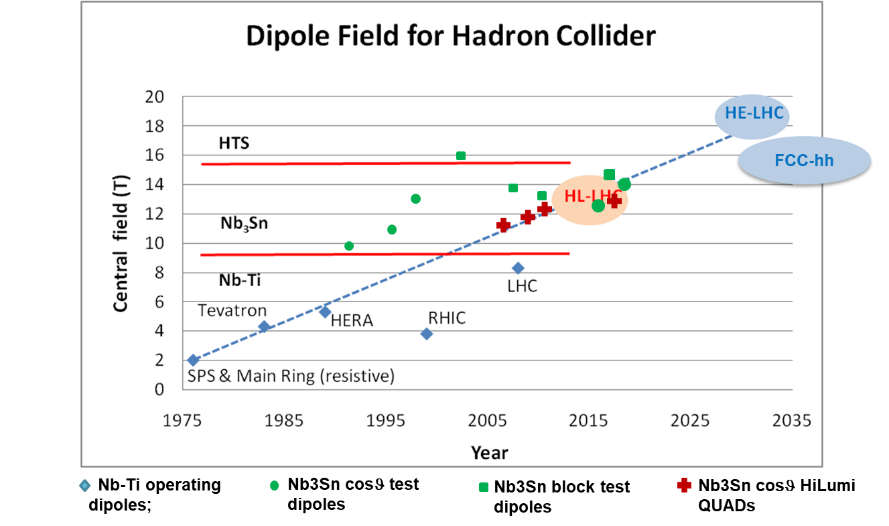 Dipole Field for Hadron Collider
Central field (T)
20
18
16
14
12
10
8
6
4
2
0
HTS
Nb₃Sn
Nb-Ti
HE-LHC
FCC-hh
HL-LHC
LHC
Tevatron
HERA
RHIC
SPS & Main Ring (resistive)
1975 1985 1995 2005 2015 2025 2035
Year
Nb-Ti operating
dipoles;
Nb3Sn cosϑ test
dipoles
Nb3Sn block test
dipoles
Nb3Sn cosϑ HiLumi
QUADs